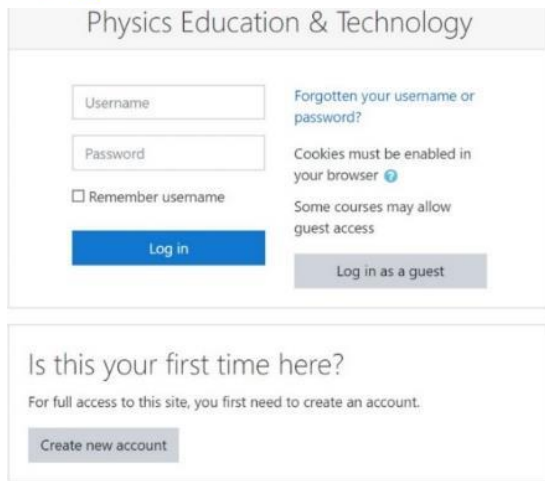 Physics Education & Technology
Username
Password
Remember username
Log in
Forgotten your username or
password?
Cookies must be enabled in
your browser
Some courses may allow
guest access
Log in as a guest
Is this your first time here?
For full access to this site, you first need to create an account.
Create new account